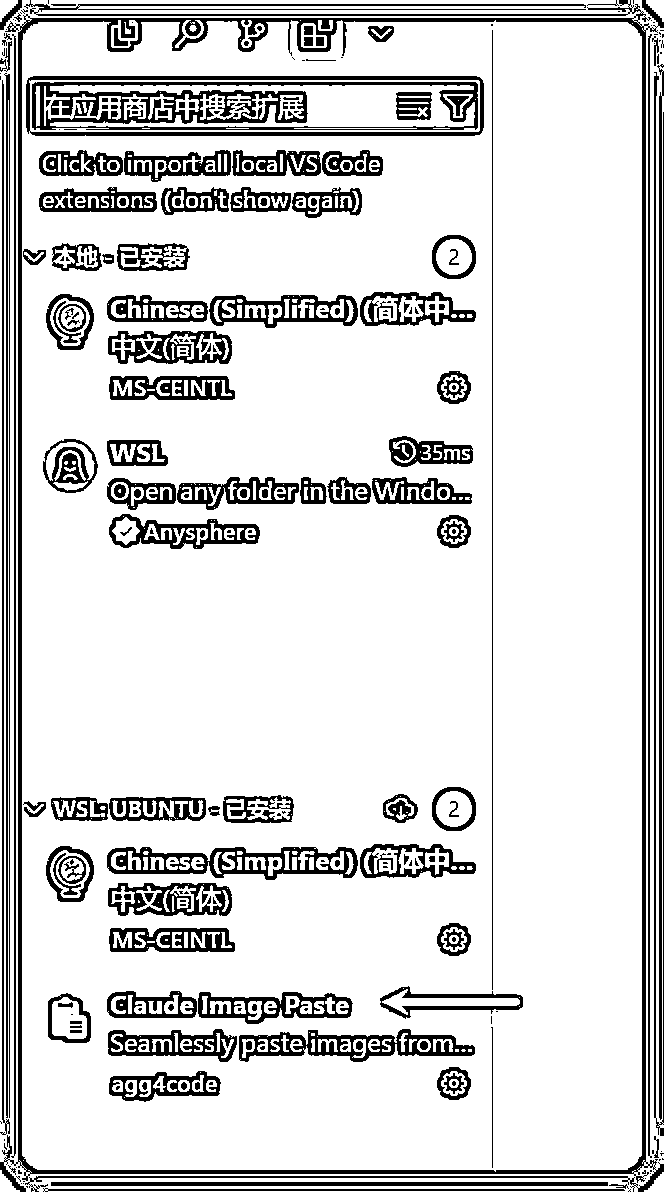 在应用商店中搜索扩展
Click to import all local VS Code
extensions (don't show again)
本地 - 已安装
2
Chinese (Simplified) (简体中...
中文(简体)
MS-CEINTL
WSL
35ms
Open any folder in the Windo...
Anysphere
WSL: UBUNTU - 已安装
2
Chinese (Simplified) (简体中...
中文(简体)
MS-CEINTL
Claude Image Paste
Seamlessly paste images from...
agg4code